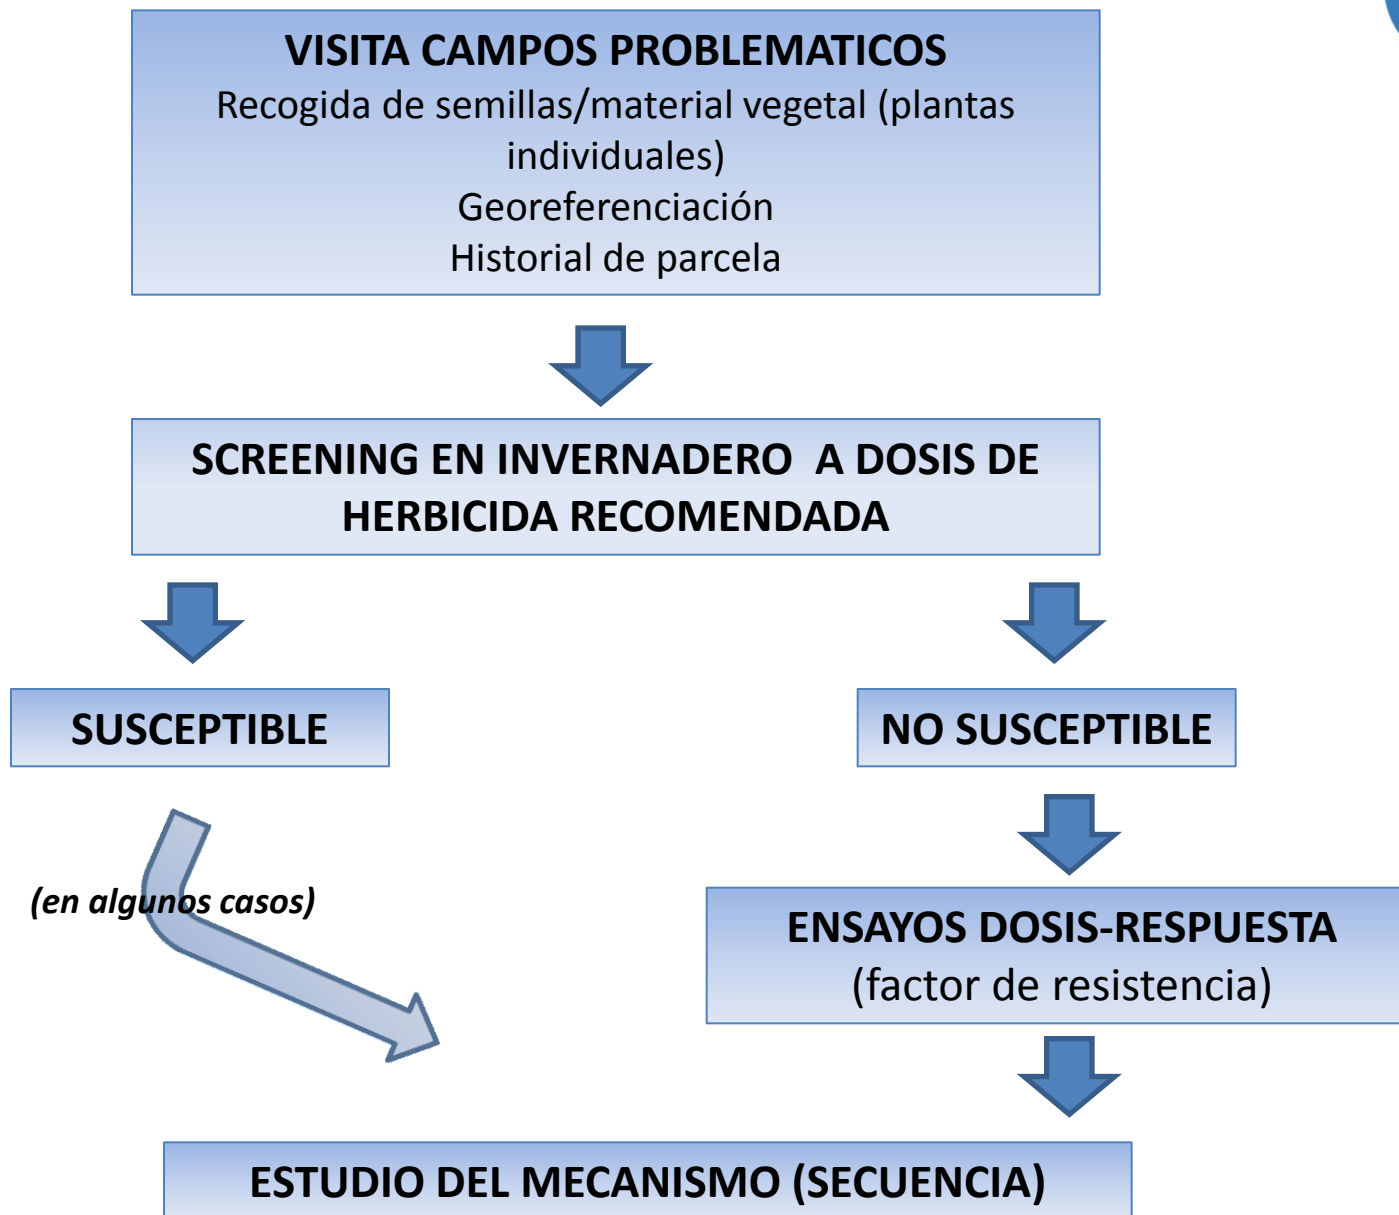 VISITA CAMPOS PROBLEMATICOS
Recogida de semillas/material vegetal (plantas
individuales)
Georeferenciación
Historial de parcela
SCREENING EN INVERNADERO A DOSIS DE
HERBICIDA RECOMENDADA
SUSCEPTIBLE
NO SUSCEPTIBLE
(en algunos casos)
ENSAYOS DOSIS-RESPUESTA
(factor de resistencia)
ESTUDIO DEL MECANISMO (SECUENCIA)